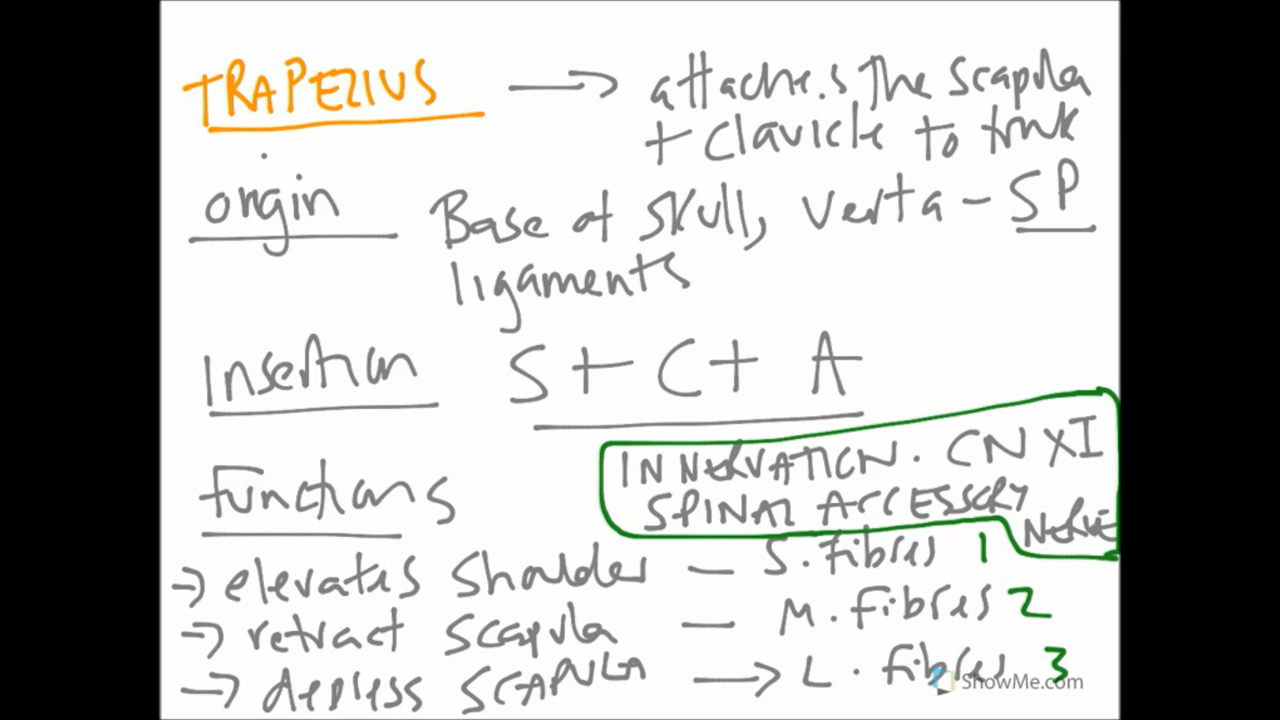 TRAPEZIUS → attaches the scapula
+ clavicle to trunk
origin Base of skull, verta - SP
ligaments
Insertion S + C + A
INNERVATION. CN XI
SPINAL ACCESSORY
NERVE
Functions
→ elevates shoulder — S. Fibres 1
→ retract scapula — M. Fibres 2
→ depless SCAPULA → L. Fibres 3
ShowMe.com